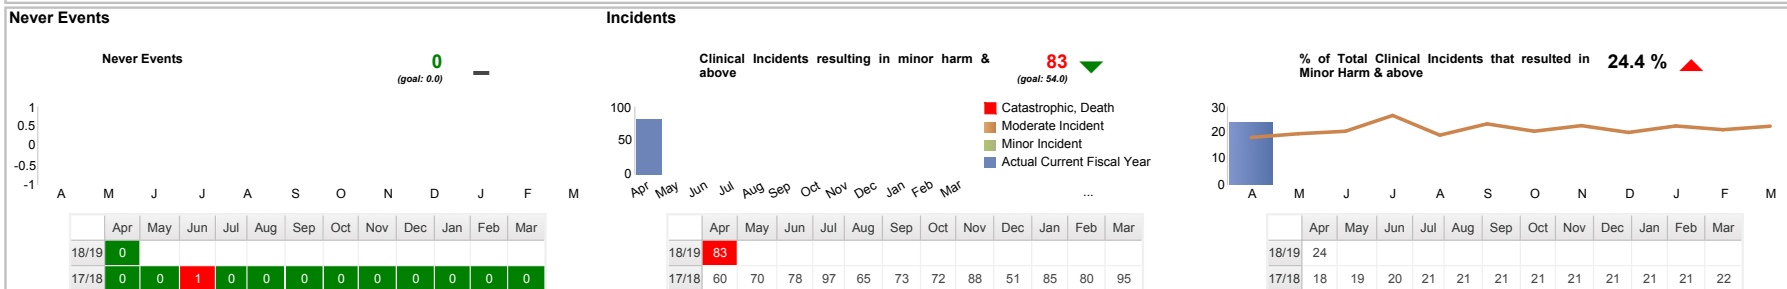 Never Events
Incidents
Never Events
0
(goal: 0.0)
1
0.5
0
-0.5
-1
A M J J A S O N D J F M
Apr May Jun Jul Aug Sep Oct Nov Dec Jan Feb Mar
18/19 0
17/18 0 0 1 0 0 0 0 0 0 0 0 0
Clinical Incidents resulting in minor harm &
above
83
(goal: 54.0)
100
50
0
Apr May Jun Jul Aug Sep Oct Nov Dec Jan Feb Mar
Catastrophic, Death
Moderate Incident
Minor Incident
Actual Current Fiscal Year
...
Apr May Jun Jul Aug Sep Oct Nov Dec Jan Feb Mar
18/19 83
17/18 60 70 78 97 65 73 72 88 51 85 80 95
% of Total Clinical Incidents that resulted in
Minor Harm & above
24.4 %
30
20
10
0
A M J J A S O N D J F M
Apr May Jun Jul Aug Sep Oct Nov Dec Jan Feb Mar
18/19 24
17/18 18 19 20 21 21 21 21 21 21 21 21 22